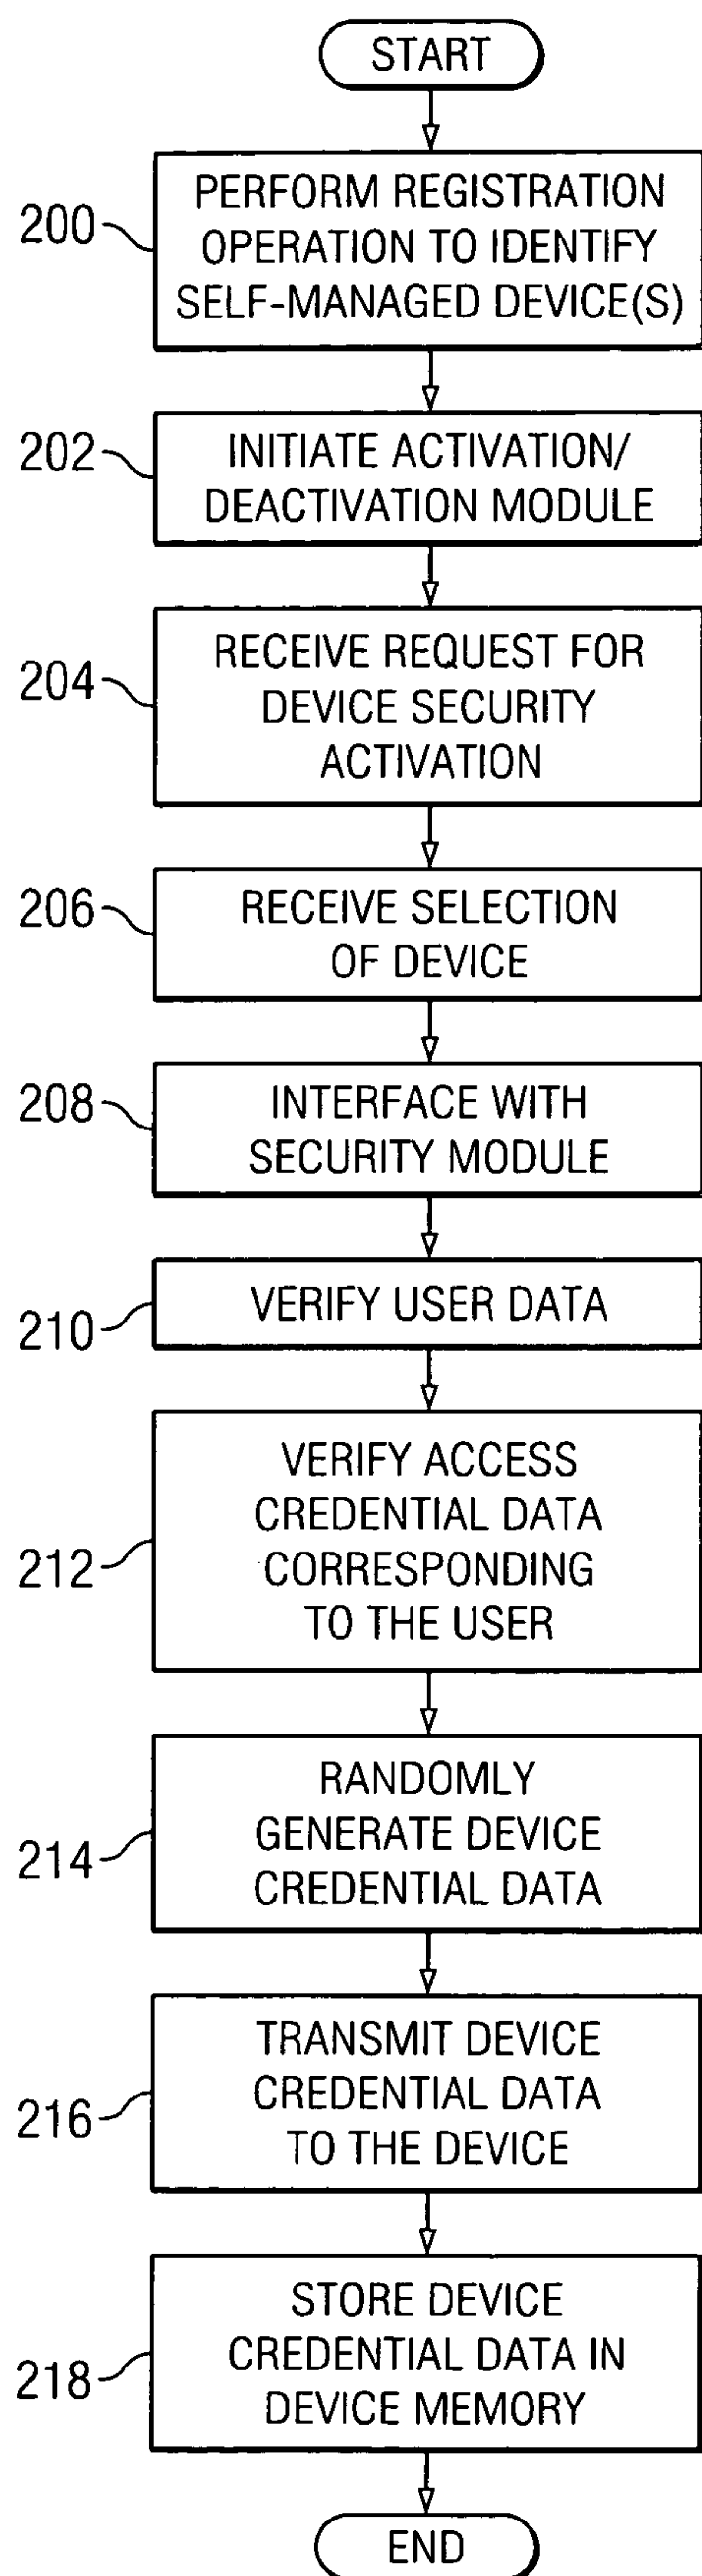 START
200
PERFORM REGISTRATION
OPERATION TO IDENTIFY
SELF-MANAGED DEVICE(S)
202
INITIATE ACTIVATION/
DEACTIVATION MODULE
204
RECEIVE REQUEST FOR
DEVICE SECURITY
ACTIVATION
206
RECEIVE SELECTION
OF DEVICE
208
INTERFACE WITH
SECURITY MODULE
210
VERIFY USER DATA
212
VERIFY ACCESS
CREDENTIAL DATA
CORRESPONDING
TO THE USER
214
RANDOMLY
GENERATE DEVICE
CREDENTIAL DATA
216
TRANSMIT DEVICE
CREDENTIAL DATA
TO THE DEVICE
218
STORE DEVICE
CREDENTIAL DATA IN
DEVICE MEMORY
END